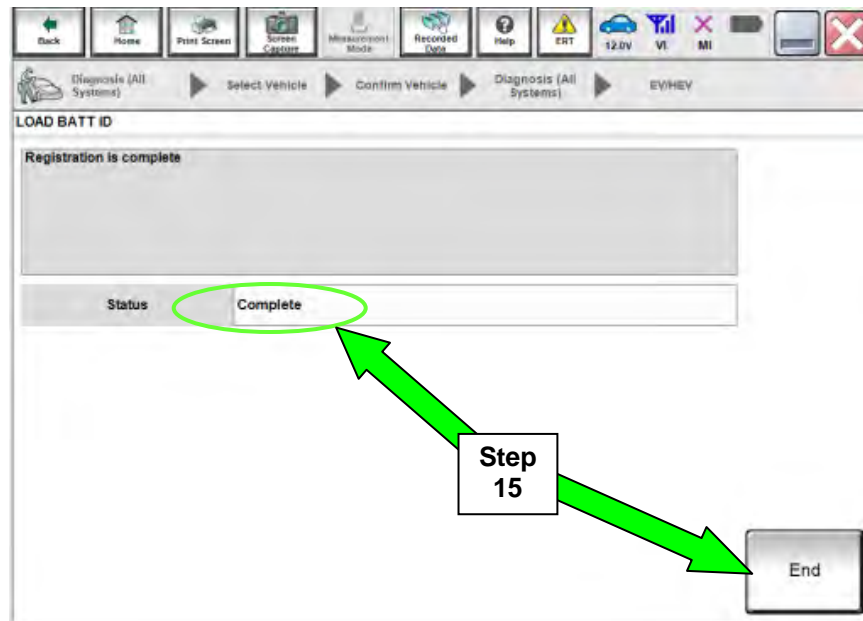 Back
Home
Print Screen
Screen Capture
Measurement Mode
Recorded Data
Help
ERT
12.0V
VI
MI
Diagnosis (All Systems)
Select Vehicle
Confirm Vehicle
Diagnosis (All Systems)
EV/HEV
LOAD BATT ID
Registration is complete
Status
Complete
Step
15
End